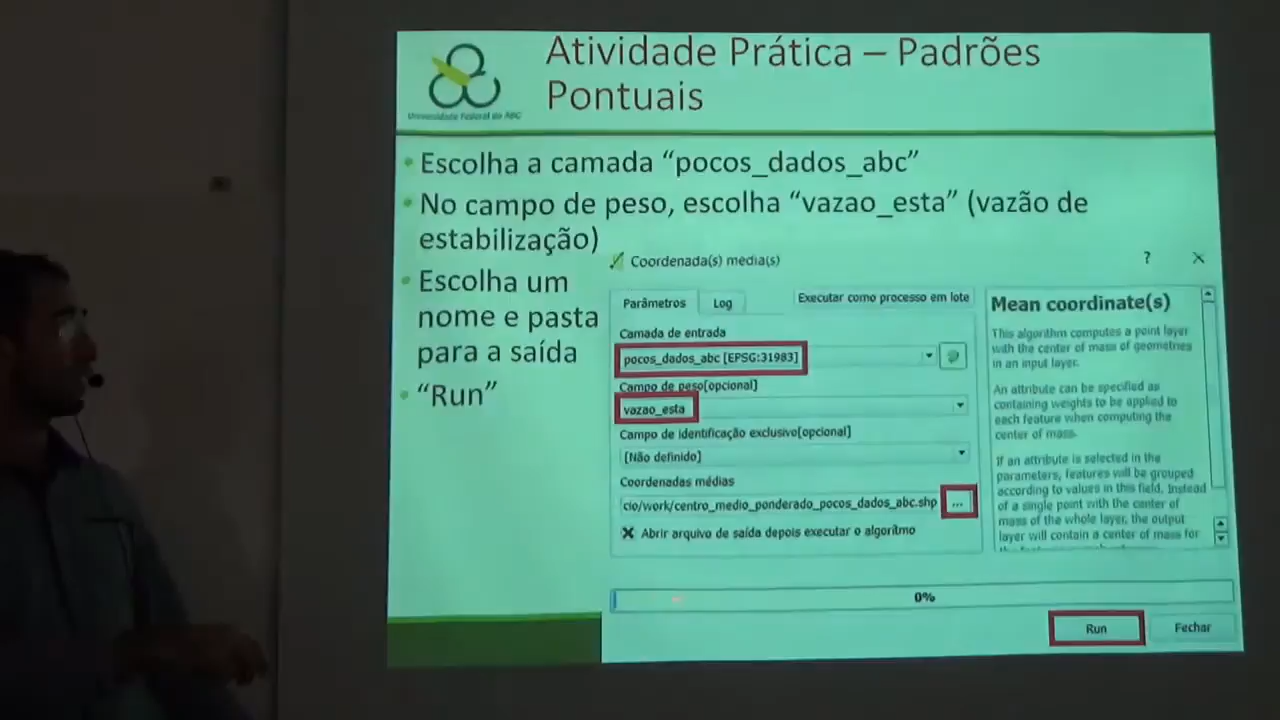 Atividade Prática – Padrões
Pontuais
Universidade Federal do ABC
• Escolha a camada “pocos_dados_abc”
• No campo de peso, escolha “vazao_esta” (vazão de
estabilização)
• Escolha um
nome e pasta
para a saída
• “Run”
Coordenada(s) média(s)
? X
Parâmetros Log Executar como processo em lote
Camada de entrada
pocos_dados_abc [EPSG:31983]
Campo de peso[opcional]
vazao_esta
Campo de identificação exclusivo[opcional]
[Não definido]
Coordenadas médias
cio/work/centro_medio_ponderado_pocos_dados_abc.shp ...
Abrir arquivo de saída depois executar o algoritmo
Mean coordinate(s)
This algorithm computes a point layer
with the center of mass of geometries
in an input layer.
An attribute can be specified as
containing weights to be applied to
each feature when computing the
center of mass.
If an attribute is selected in the
parameters, features will be grouped
according to values in this field. Instead
of a single point with the center of
mass of the whole layer, the output
layer will contain a center of mass for
0%
Run Fechar